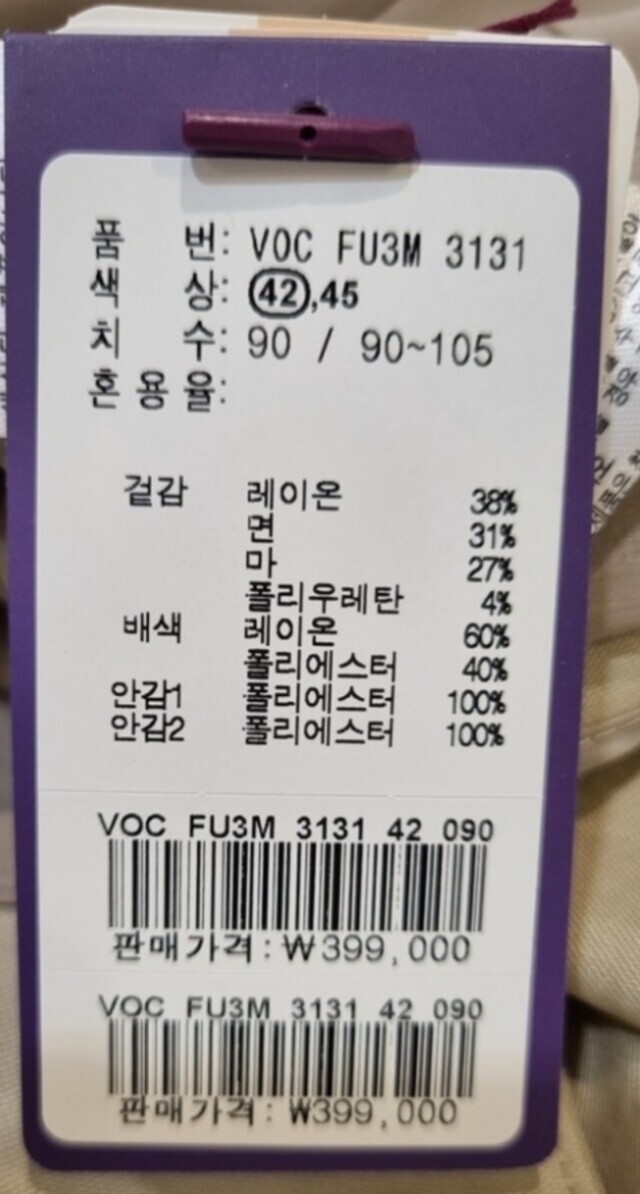 품 번: VOC FU3M 3131
색 상: 42,45
치 수: 90 / 90~105
혼 용 율:
겉감 레이온 38%
면 31%
마 27%
폴리우레탄 4%
배색 레이온 60%
폴리에스터 40%
안감1 폴리에스터 100%
안감2 폴리에스터 100%
VOC FU3M 3131 42 090
판매가격:₩399,000
VOC FU3M 3131 42 090
판매가격:₩399,000